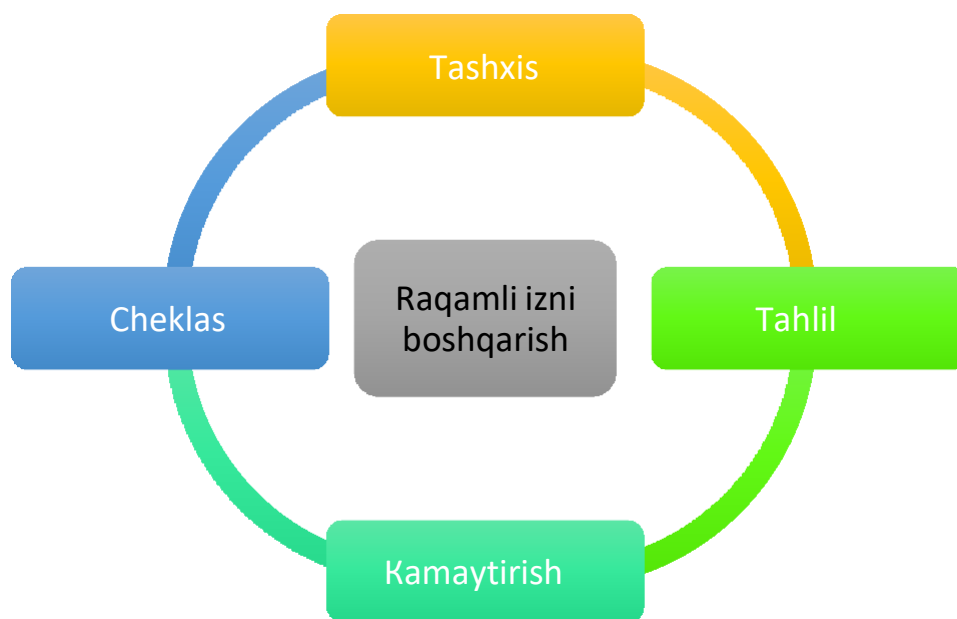 Tashxis
Cheklas
Raqamli izni
boshqarish
Tahlil
Kamaytirish